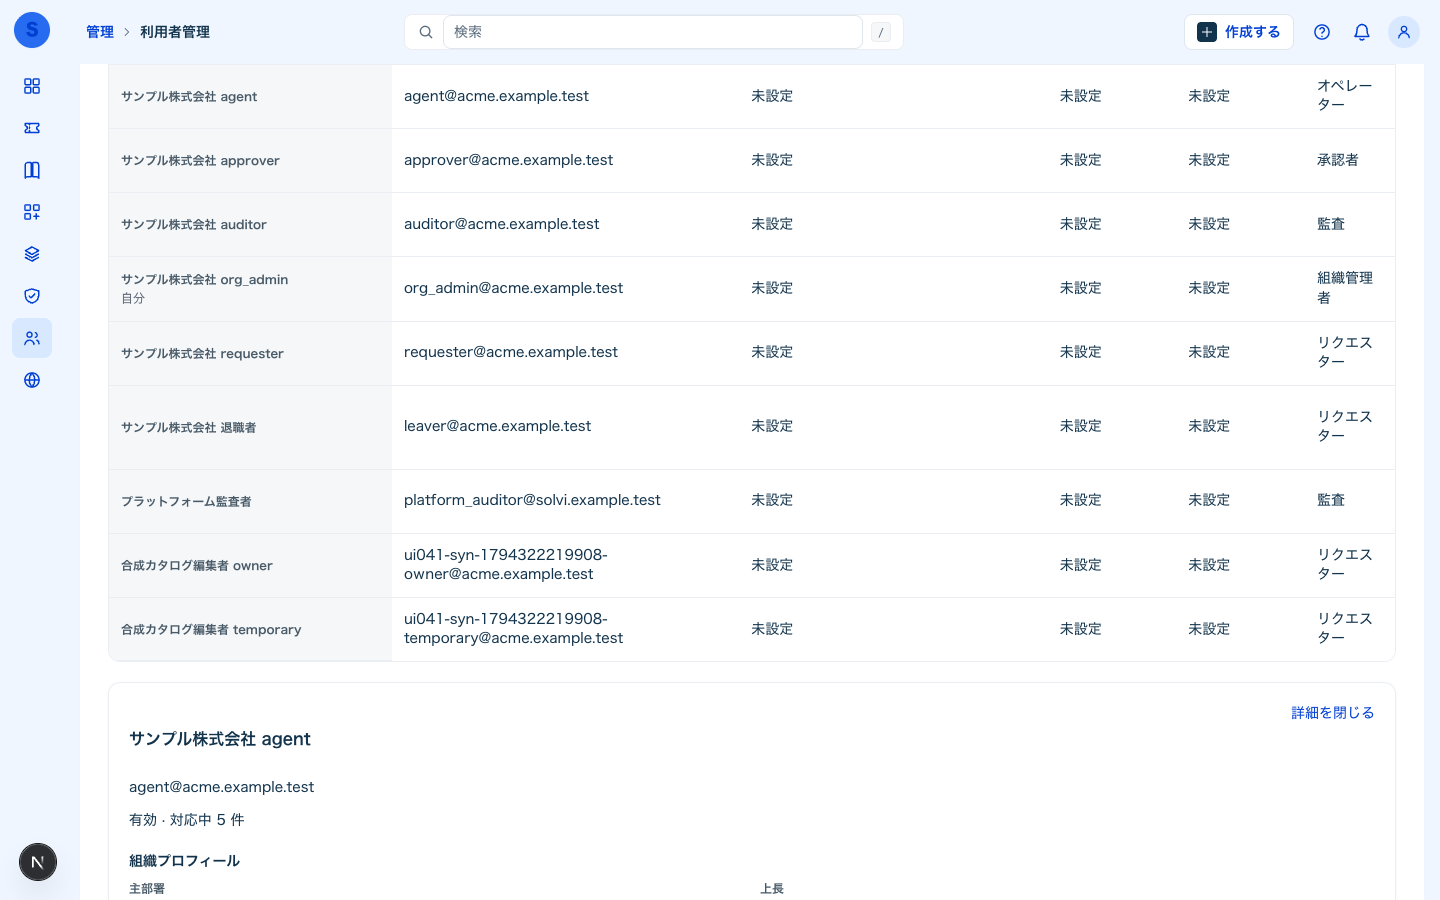 S
管理 > 利用者管理
検索
/
作成する
サンプル株式会社 agent
agent@acme.example.test
未設定
未設定
未設定
オペレー
ター
サンプル株式会社 approver
approver@acme.example.test
未設定
未設定
未設定
承認者
サンプル株式会社 auditor
auditor@acme.example.test
未設定
未設定
未設定
監査
サンプル株式会社 org_admin
自分
org_admin@acme.example.test
未設定
未設定
未設定
組織管理
者
サンプル株式会社 requester
requester@acme.example.test
未設定
未設定
未設定
リクエス
ター
サンプル株式会社 退職者
leaver@acme.example.test
未設定
未設定
未設定
リクエス
ター
プラットフォーム監査者
platform_auditor@solvi.example.test
未設定
未設定
未設定
監査
合成カタログ編集者 owner
ui041-syn-1794322219908-
owner@acme.example.test
未設定
未設定
未設定
リクエス
ター
合成カタログ編集者 temporary
ui041-syn-1794322219908-
temporary@acme.example.test
未設定
未設定
未設定
リクエス
ター
詳細を閉じる
サンプル株式会社 agent
agent@acme.example.test
有効 · 対応中 5 件
組織プロフィール
主部署
上長
N